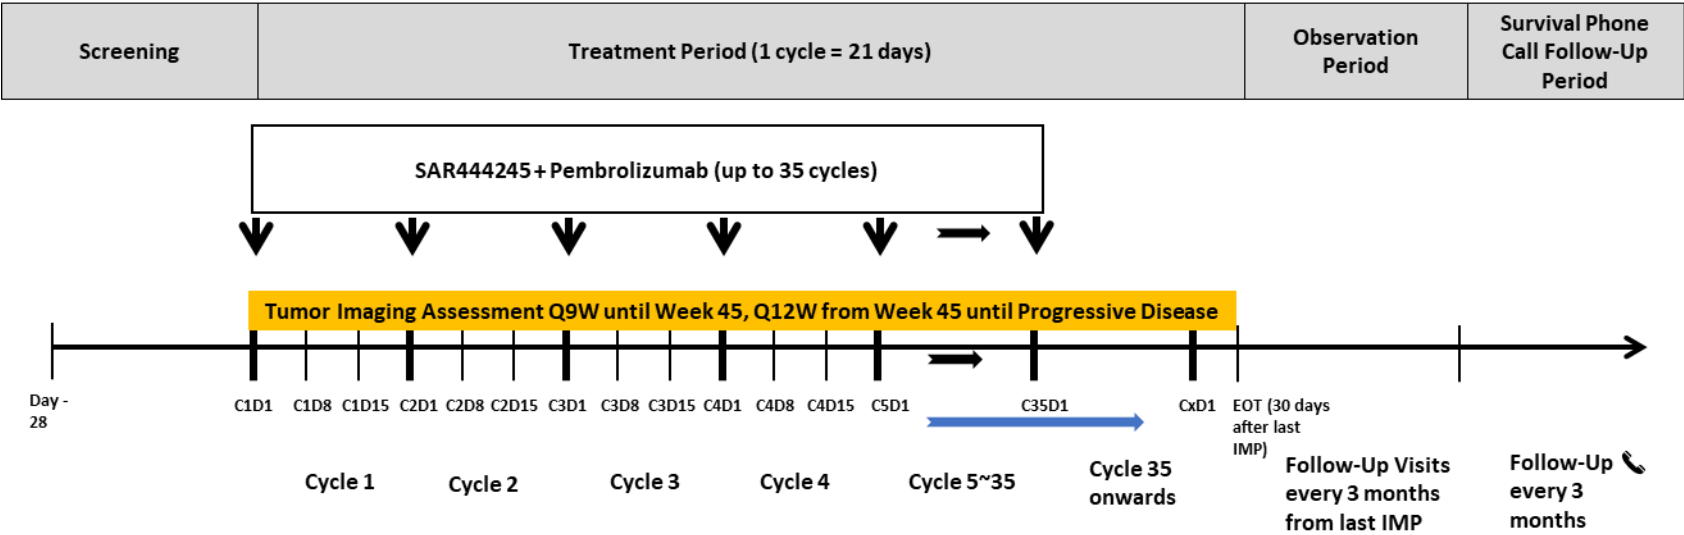 Screening
Treatment Period (1 cycle = 21 days)
Observation
Period
Survival Phone
Call Follow-Up
Period
SAR444245 + Pembrolizumab (up to 35 cycles)
Tumor Imaging Assessment Q9W until Week 45, Q12W from Week 45 until Progressive Disease
Day -
28
C1D1
C1D8
C1D15
C2D1
C2D8
C2D15
C3D1
C3D8
C3D15
C4D1
C4D8
C4D15
C5D1
C35D1
CxD1
EOT (30 days
after last
IMP)
Cycle 1
Cycle 2
Cycle 3
Cycle 4
Cycle 5~35
Cycle 35
onwards
Follow-Up Visits
every 3 months
from last IMP
Follow-Up
every 3
months